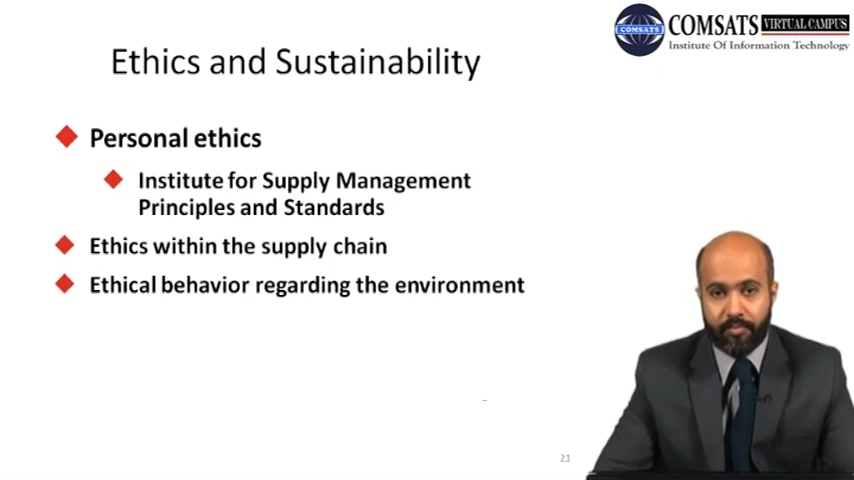 COMSATS
COMSATS VIRTUAL CAMPUS
Institute Of Information Technology
Ethics and Sustainability
Personal ethics
Institute for Supply Management
Principles and Standards
Ethics within the supply chain
Ethical behavior regarding the environment
21